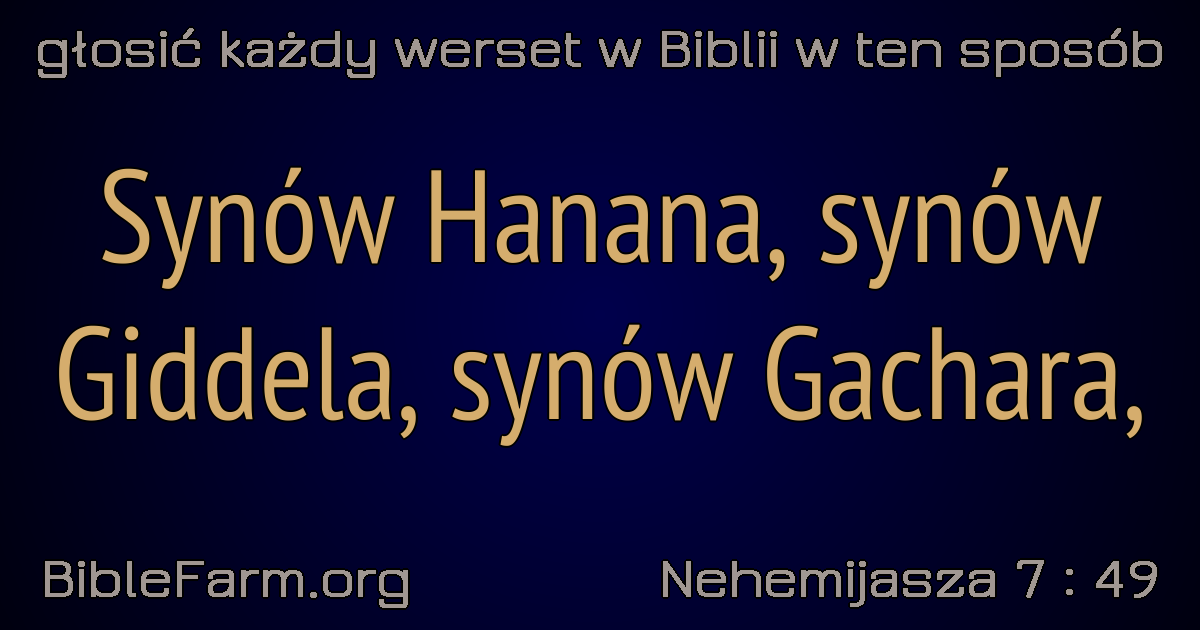 głosić każdy werset w Biblii w ten sposób
Synów Hanana, synów
Giddela, synów Gachara,
BibleFarm.org
Nehemijasza 7 : 49